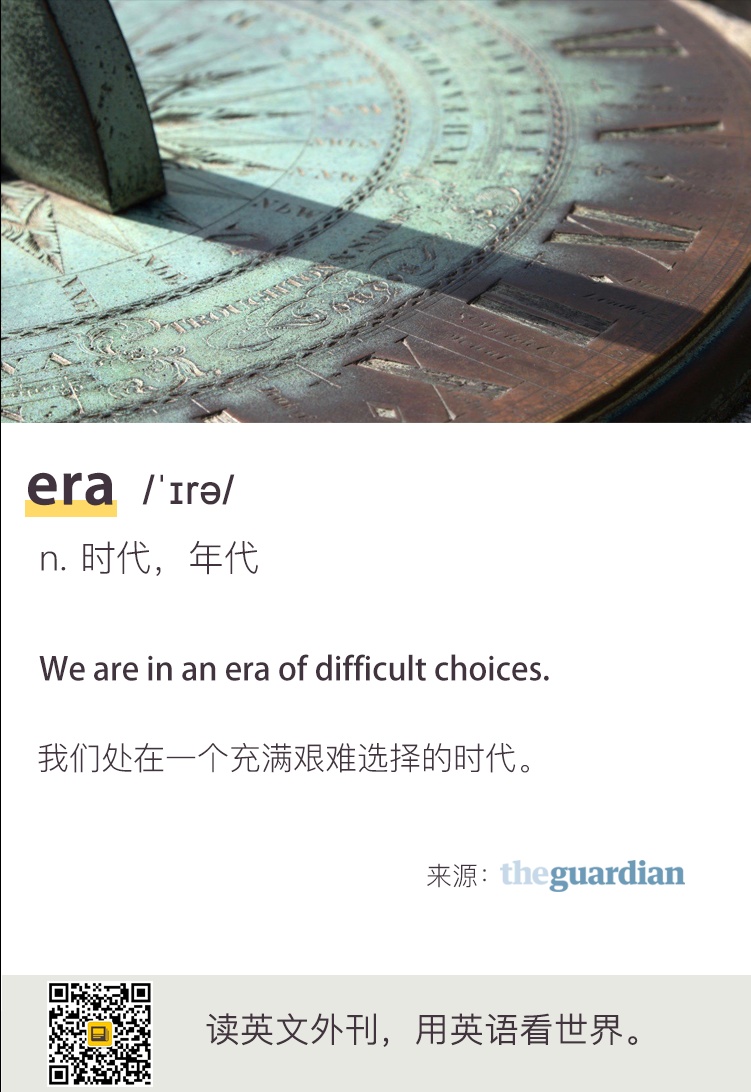 TROUGHTON
era /ˈɪrə/
n. 时代，年代
We are in an era of difficult choices.
我们处在一个充满艰难选择的时代。
来源：theguardian
读英文外刊，用英语看世界。